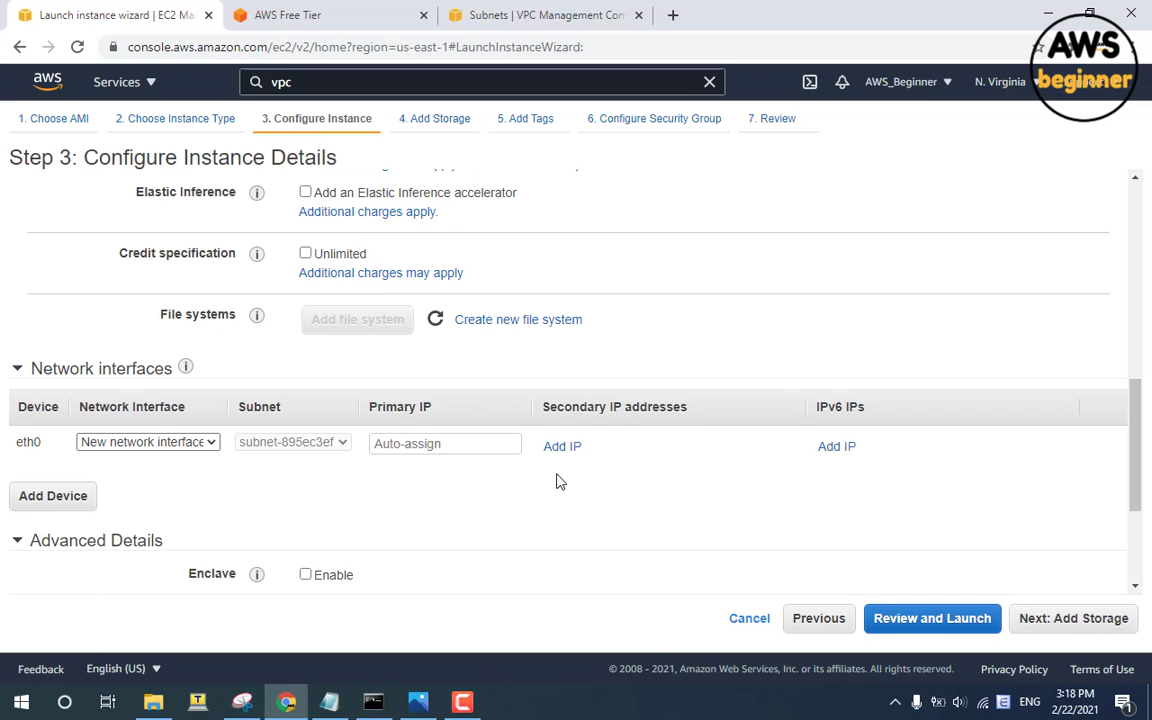 Launch instance wizard | EC2 Ma
AWS Free Tier
Subnets | VPC Management Con
console.aws.amazon.com/ec2/v2/home?region=us-east-1#LaunchInstanceWizard:
AWS
beginner
aws
Services
vpc
AWS_Beginner
N. Virginia
1. Choose AMI
2. Choose Instance Type
3. Configure Instance
4. Add Storage
5. Add Tags
6. Configure Security Group
7. Review
Step 3: Configure Instance Details
Elastic Inference
Add an Elastic Inference accelerator
Additional charges apply.
Credit specification
Unlimited
Additional charges may apply
File systems
Add file system
Create new file system
Network interfaces
Device
Network Interface
Subnet
Primary IP
Secondary IP addresses
IPv6 IPs
eth0
New network interface
subnet-895ec3ef
Auto-assign
Add IP
Add IP
Add Device
Advanced Details
Enclave
Enable
Cancel
Previous
Review and Launch
Next: Add Storage
Feedback
English (US)
© 2008 - 2021, Amazon Web Services, Inc. or its affiliates. All rights reserved.
Privacy Policy
Terms of Use
ENG
3:18 PM
2/22/2021